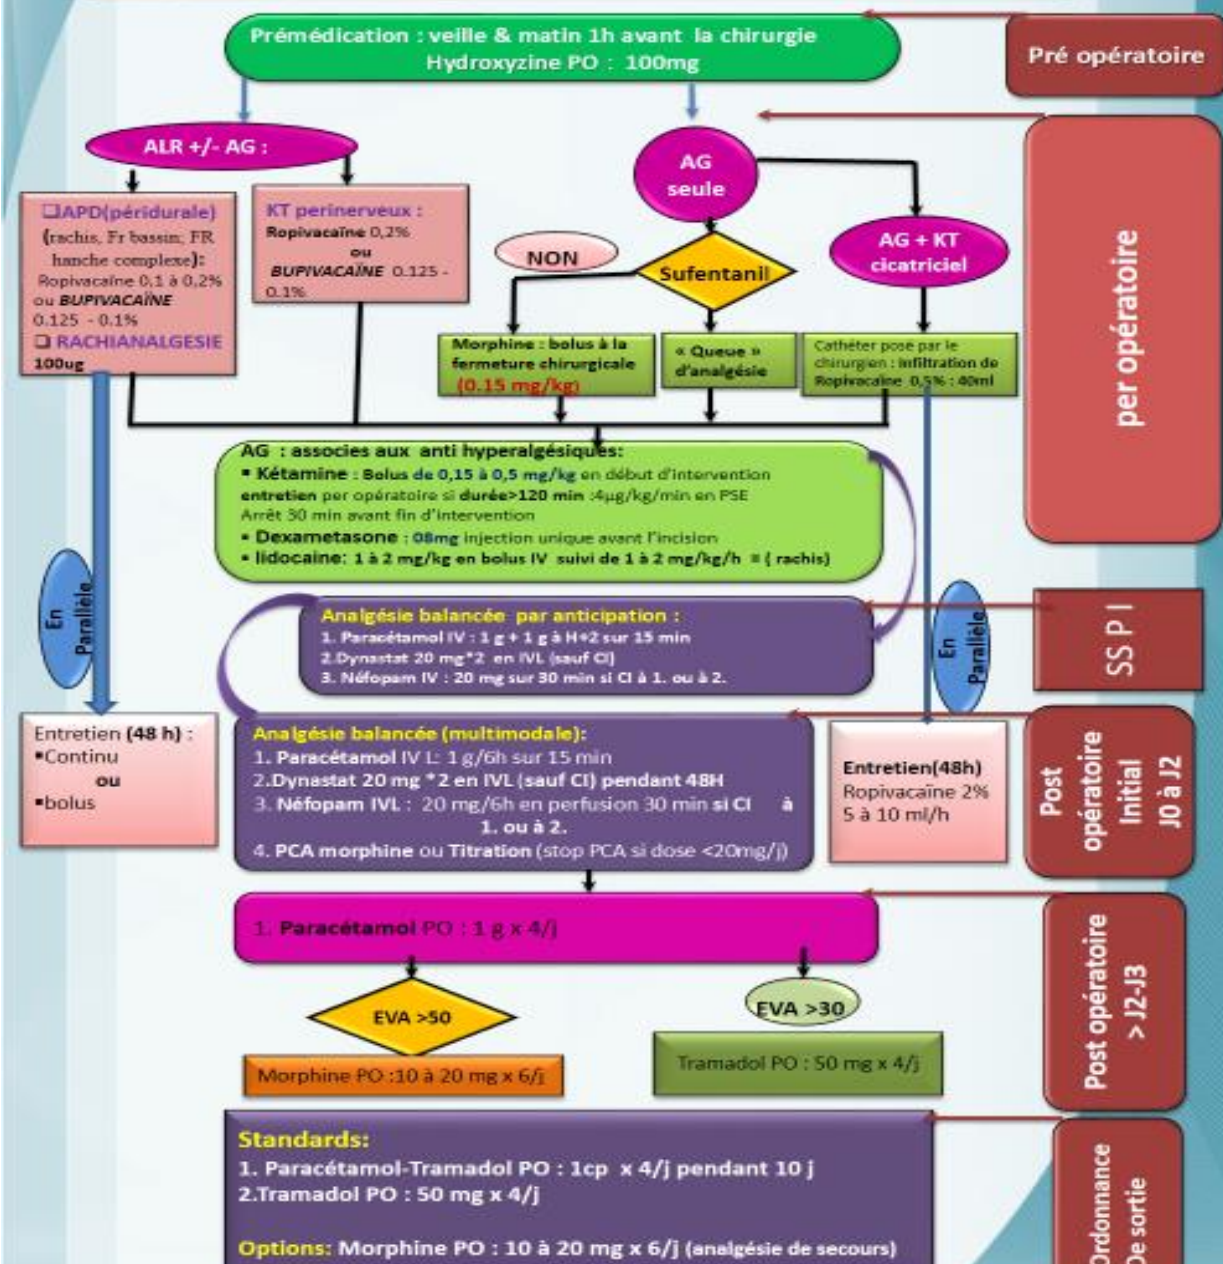 Prémédication : veille & matin 1h avant la chirurgie
Hydroxyzine PO : 100mg
Pré opératoire
ALR +/- AG :
AG
seule
❑APD(péridurale)
(rachis, Fr bassin; FR
hanche complexe):
Ropivacaïne 0,1 à 0,2%
ou BUPIVACAÏNE
0.125 - 0.1%
❑ RACHIANALGESIE
100ug
KT perinerveux :
Ropivacaïne 0,2%
ou
BUPIVACAÏNE 0.125 -
0.1%
NON
Sufentanil
AG + KT
cicatriciel
Morphine : bolus à la
fermeture chirurgicale
(0.15 mg/kg)
« Queue »
d'analgésie
Cathéter posé par le
chirurgien : Infiltration de
Ropivacaïne 0,5% : 40ml
per opératoire
AG : associes aux anti hyperalgésiques:
▪ Kétamine : Bolus de 0,15 à 0,5 mg/kg en début d'intervention
entretien per opératoire si durée>120 min :4µg/kg/min en PSE
Arrêt 30 min avant fin d'intervention
▪ Dexametasone : 08mg injection unique avant l'incision
▪ lidocaine: 1 à 2 mg/kg en bolus IV suivi de 1 à 2 mg/kg/h = ( rachis)
En
Parallèle
Analgésie balancée par anticipation :
1. Paracétamol IV : 1 g + 1 g à H+2 sur 15 min
2.Dynastat 20 mg*2 en IVL (sauf CI)
3. Néfopam IV : 20 mg sur 30 min si CI à 1. ou à 2.
En
Parallèle
SS P I
Entretien (48 h) :
▪Continu
ou
▪bolus
Analgésie balancée (multimodale):
1. Paracétamol IV L: 1 g/6h sur 15 min
2.Dynastat 20 mg *2 en IVL (sauf CI) pendant 48H
3. Néfopam IVL : 20 mg/6h en perfusion 30 min si CI à
1. ou à 2.
4. PCA morphine ou Titration (stop PCA si dose <20mg/j)
Entretien(48h)
Ropivacaïne 2%
5 à 10 ml/h
Post
opératoire
Initial
J0 à J2
1. Paracétamol PO : 1 g x 4/j
EVA >50
EVA >30
Morphine PO :10 à 20 mg x 6/j
Tramadol PO : 50 mg x 4/j
Post opératoire
> J2-J3
Standards:
1. Paracétamol-Tramadol PO : 1cp x 4/j pendant 10 j
2.Tramadol PO : 50 mg x 4/j
Options: Morphine PO : 10 à 20 mg x 6/j (analgésie de secours)
Ordonnance
De sortie